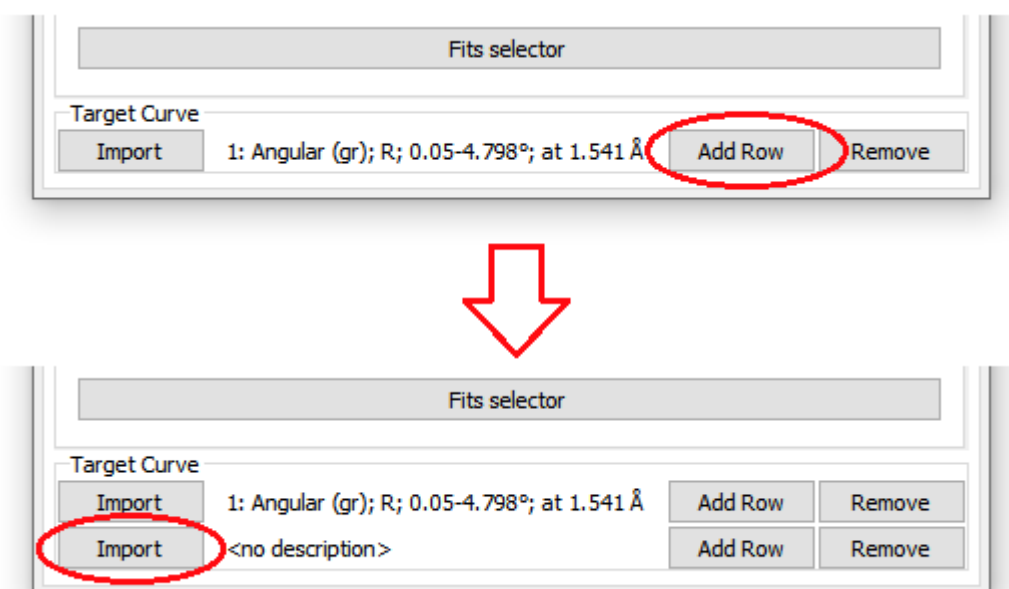 Fits selector
Target Curve
Import 1: Angular (gr); R; 0.05-4.798°; at 1.541 Å Add Row Remove
Fits selector
Target Curve
Import 1: Angular (gr); R; 0.05-4.798°; at 1.541 Å Add Row Remove
Import <no description> Add Row Remove